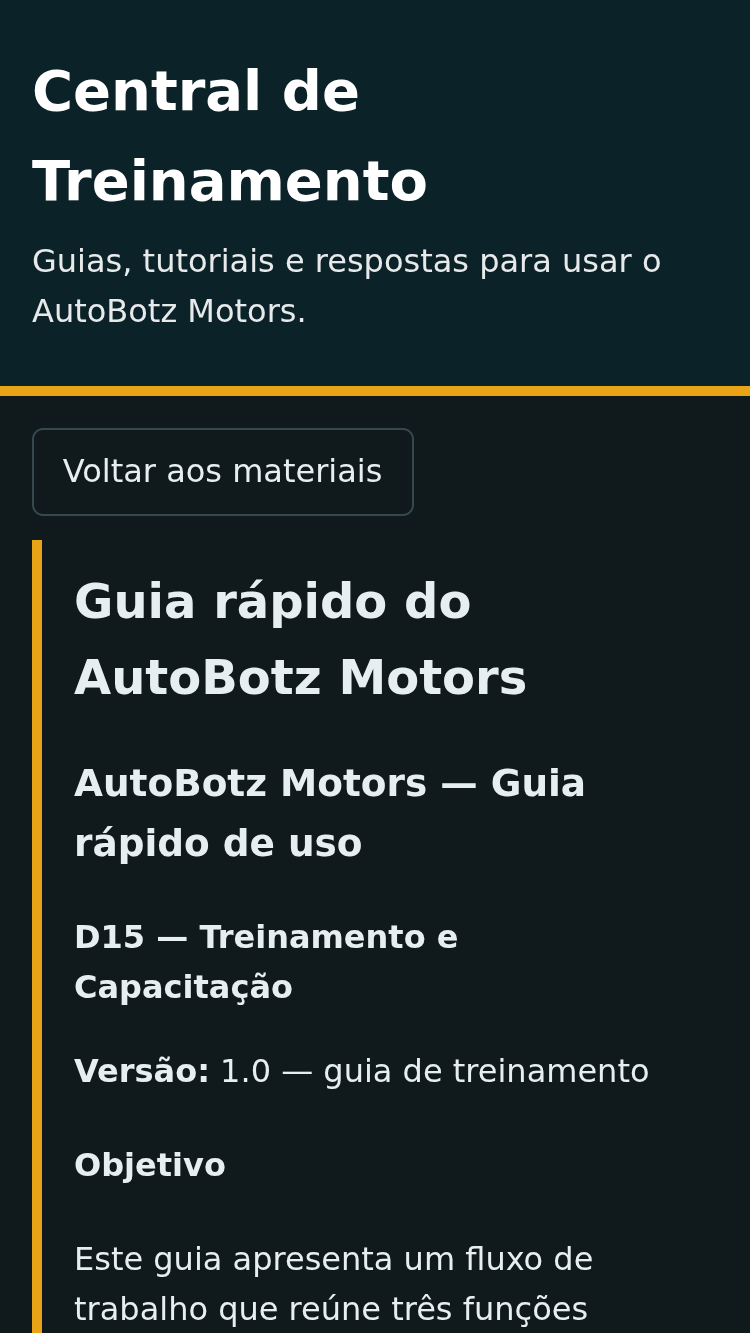 Central de
Treinamento
Guias, tutoriais e respostas para usar o
AutoBotz Motors.
Voltar aos materiais
Guia rápido do
AutoBotz Motors
AutoBotz Motors — Guia
rápido de uso
D15 — Treinamento e
Capacitação
Versão: 1.0 — guia de treinamento
Objetivo
Este guia apresenta um fluxo de
trabalho que reúne três funções